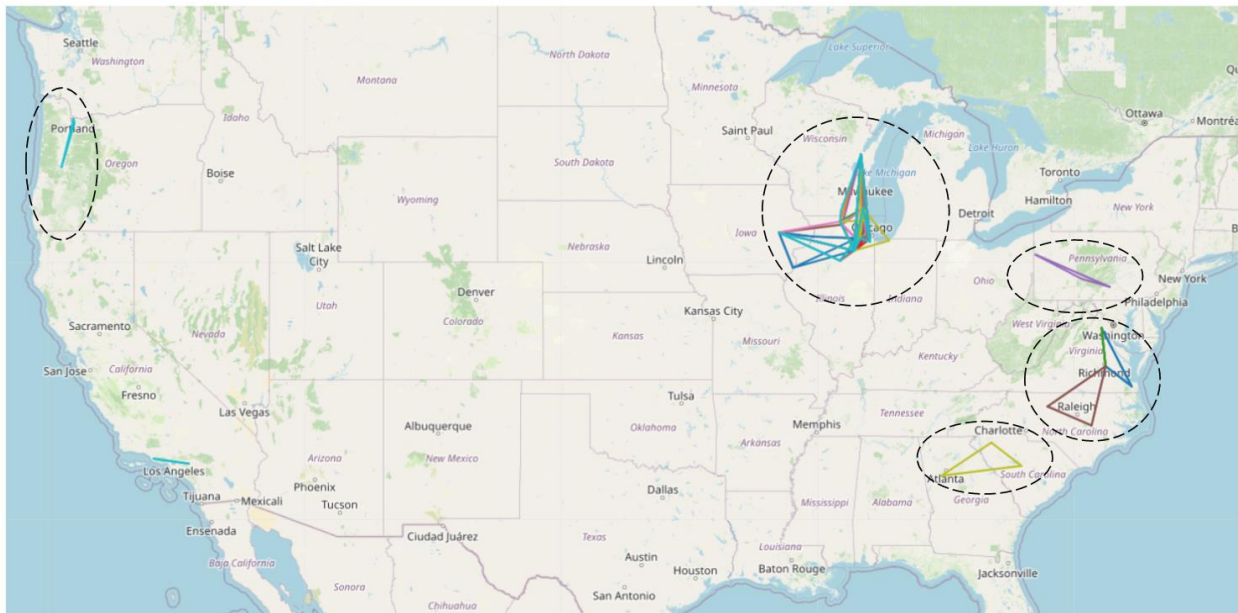 Seattle
Washington
Montana
North Dakota
Minnesota
Lake Superior
Qu
Ottawa
Montréa
Portland
Oregon
Idaho
Boise
South Dakota
Saint Paul
Wisconsin
Michigan
Lake Huron
Toronto
Hamilton
New York
B
Wyoming
Lake Michigan
Milwaukee
Detroit
Iowa
Chicago
Salt Lake
City
Nebraska
Lincoln
Illinois
Indiana
Ohio
Pennsylvania
New York
Philadelphia
Sacramento
Nevada
Utah
Denver
Colorado
Kansas
Kansas City
Missouri
West Virginia
Washington
Virginia
San Jose
California
Fresno
Kentucky
Richmond
Las Vegas
Tulsa
Raleigh
North Carolina
Albuquerque
Oklahoma
Memphis
Tennessee
Charlotte
Los Angeles
Arizona
New Mexico
Arkansas
Atlanta
South Carolina
Tijuana
Mexicali
Phoenix
Tucson
Dallas
Mississippi
Alabama
Georgia
Ensenada
Ciudad Juárez
Texas
Louisiana
Baja California
Austin
Houston
Baton Rouge
Jacksonville
Sonora
Chihuahua
San Antonio